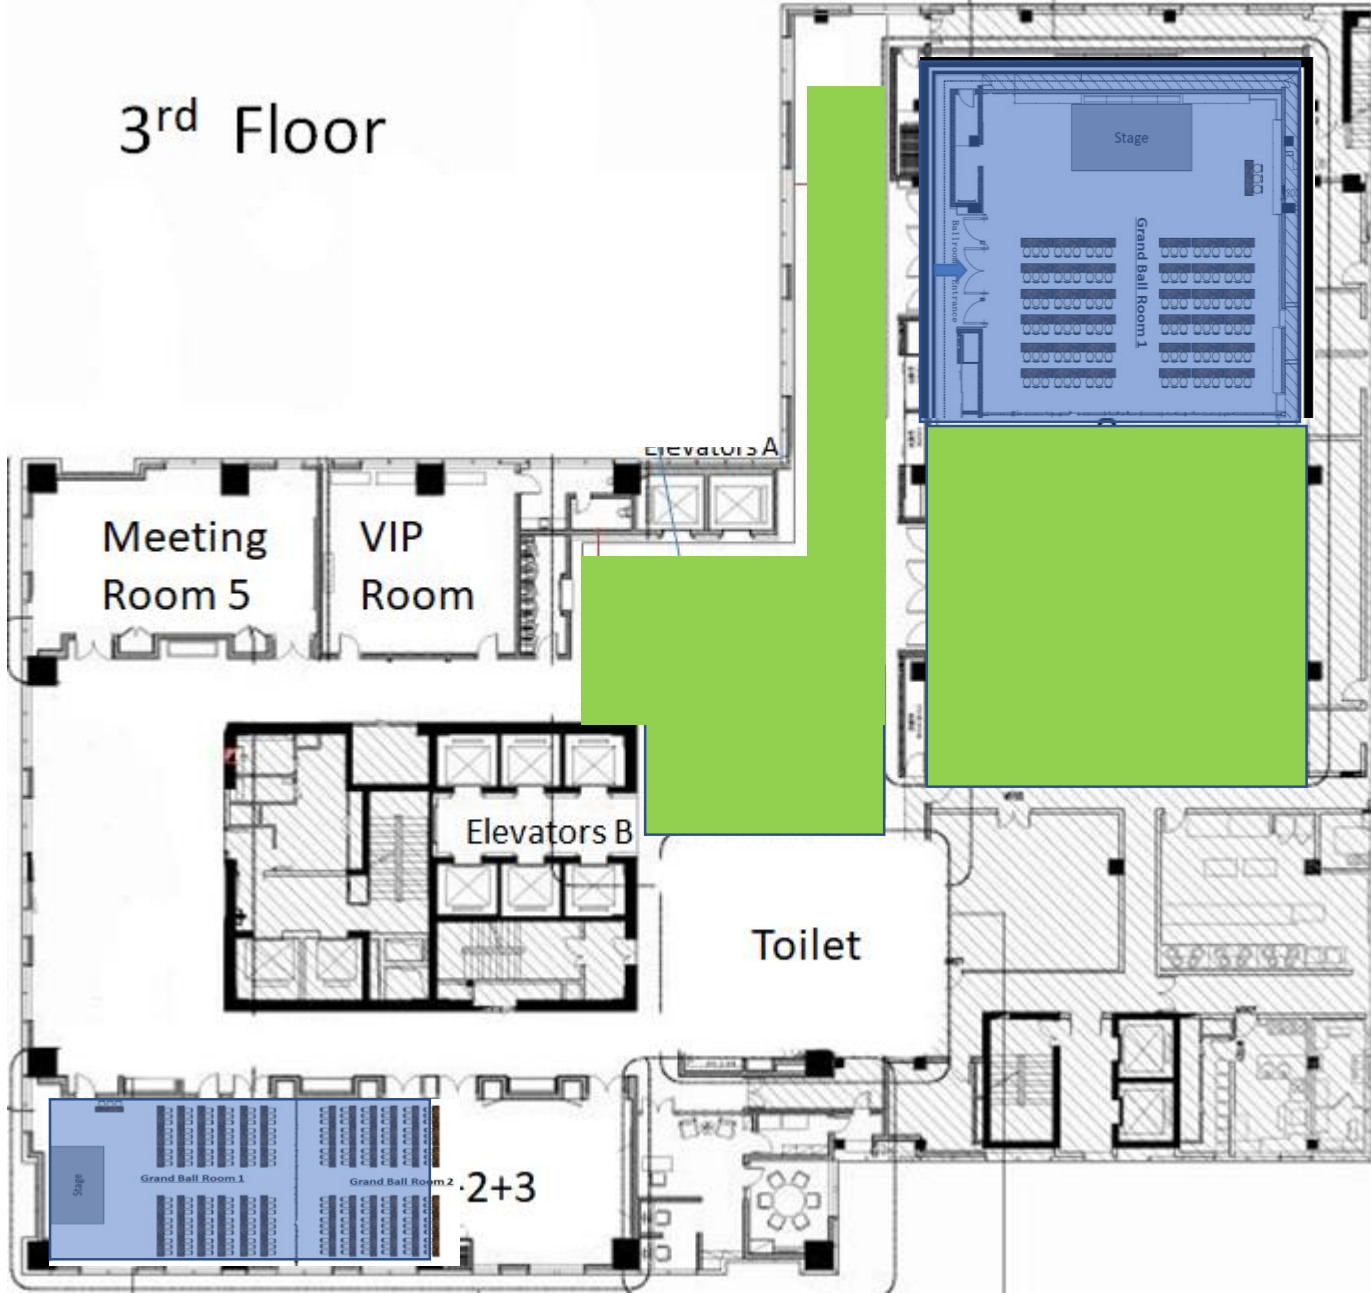 3rd Floor
Stage
Grand Ball Room 1
Ballroom Entrance
Elevators A
Meeting
Room 5
VIP
Room
Elevators B
Toilet
Stage
Grand Ball Room 1
Grand Ball Room 2
2+3